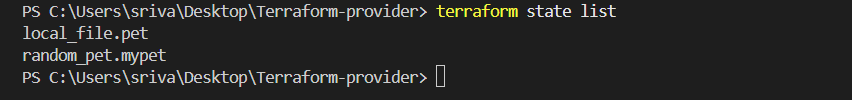 PS C:\Users\sriva\Desktop\Terraform-provider> terraform state list
local_file.pet
random_pet.mypet
PS C:\Users\sriva\Desktop\Terraform-provider>